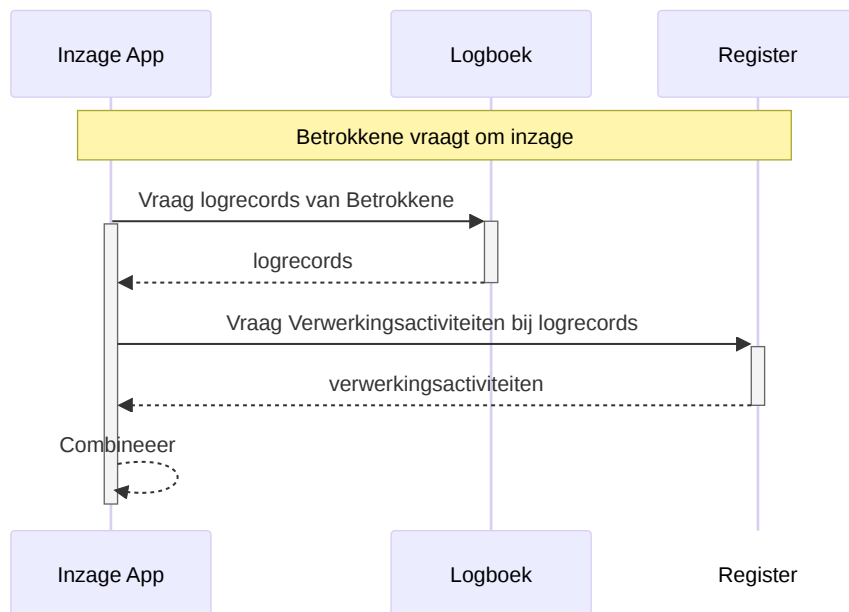 Inzage App
Logboek
Register
Betrokkene vraagt om inzage
Vraag logrecords van Betrokkene
logrecords
Vraag Verwerkingsactiviteiten bij logrecords
verwerkingsactiviteiten
Combineeer
Inzage App
Logboek
Register